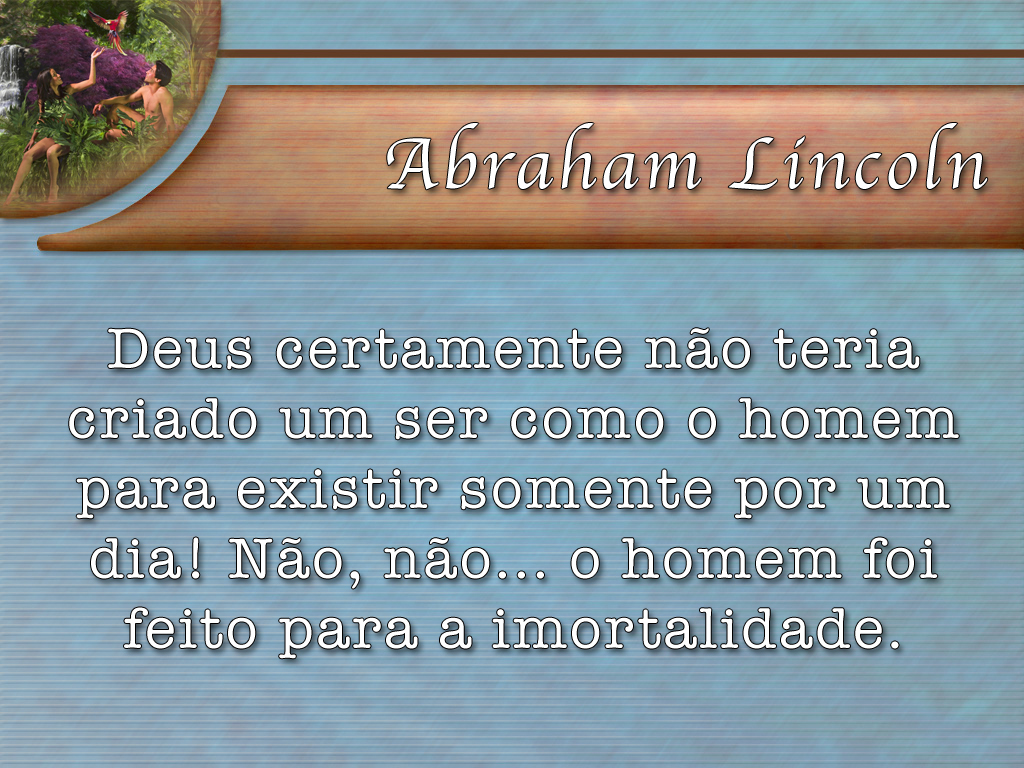 Abraham Lincoln
Deus certamente não teria
criado um ser como o homem
para existir somente por um
dia! Não, não... o homem foi
feito para a imortalidade.